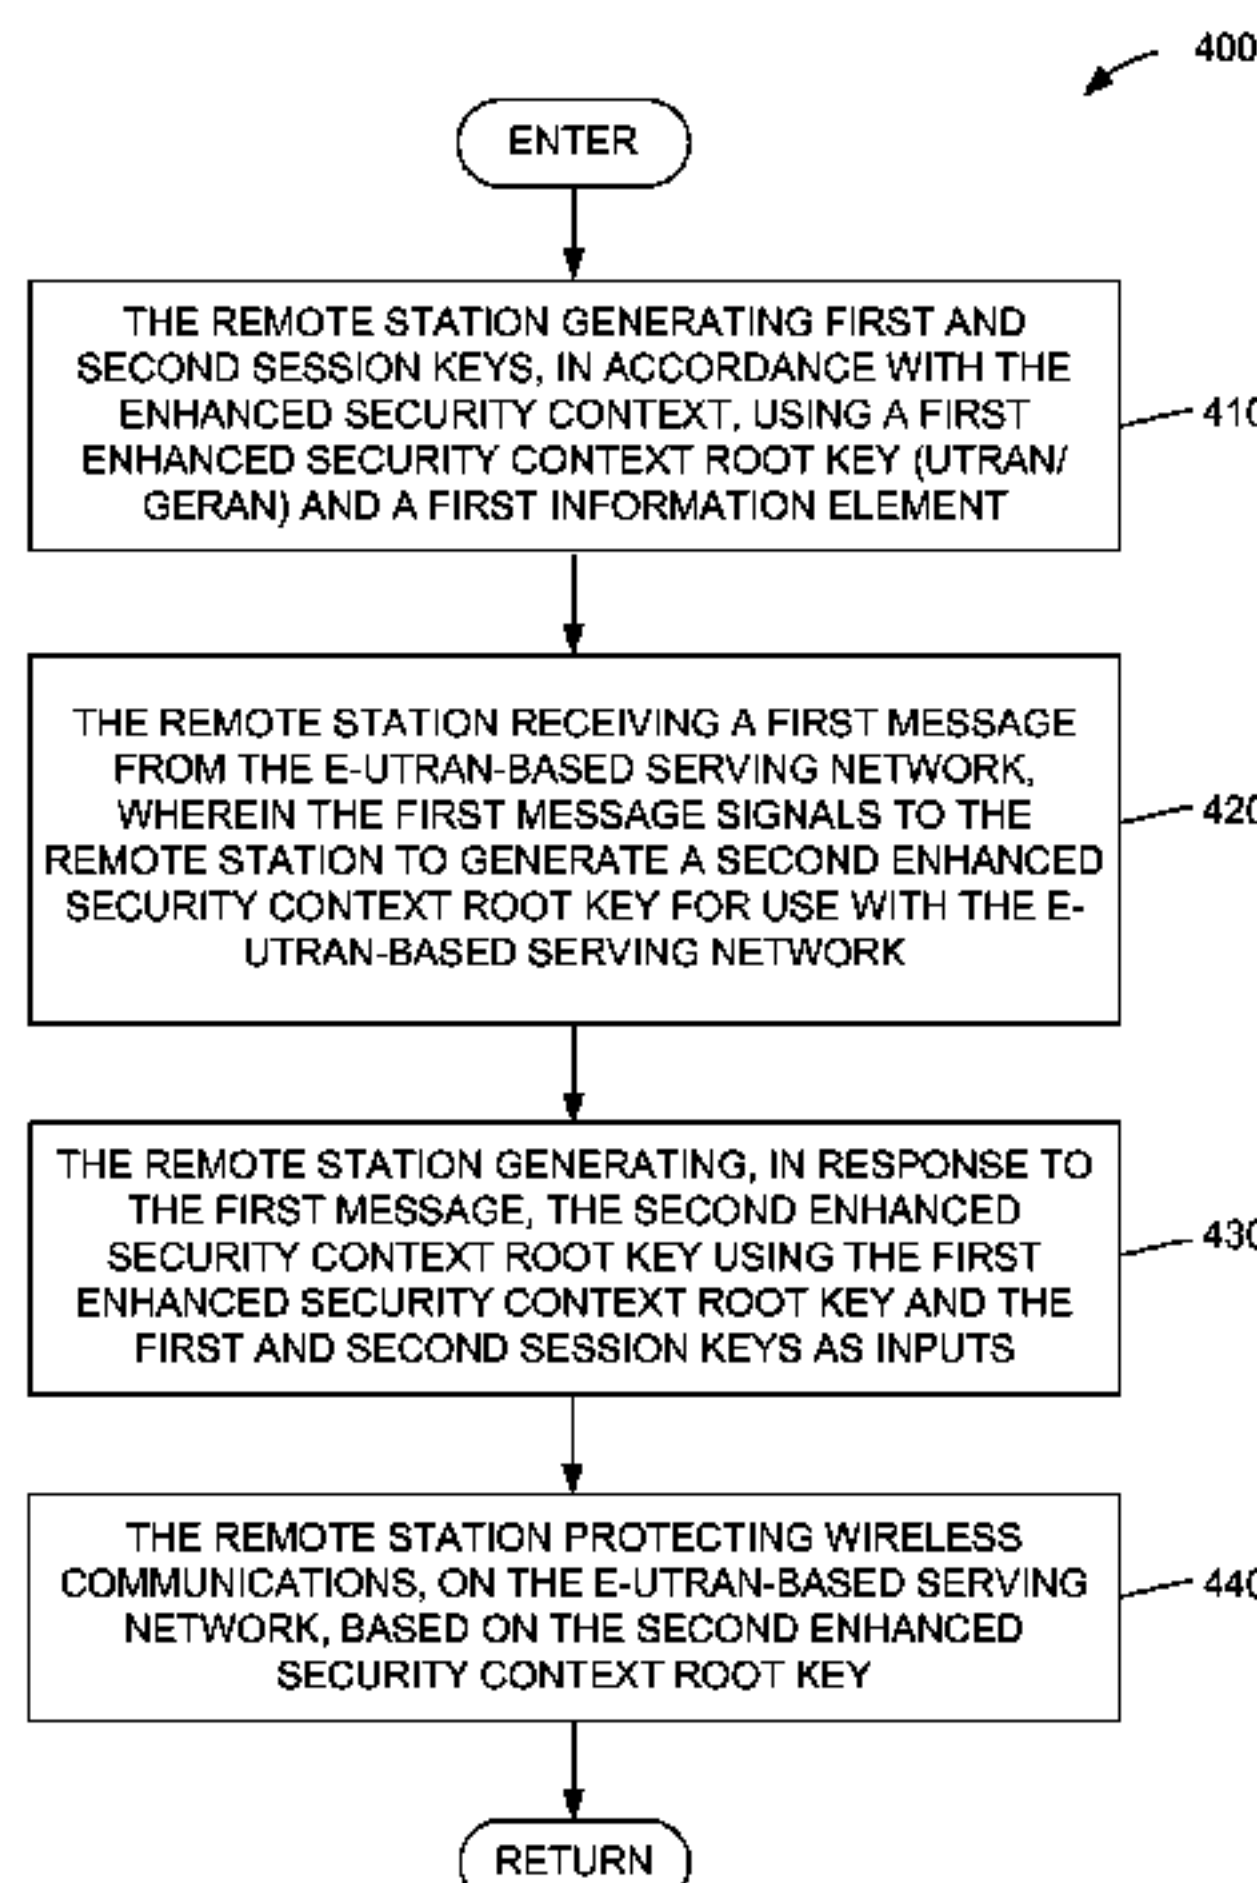 400
ENTER
THE REMOTE STATION GENERATING FIRST AND
SECOND SESSION KEYS, IN ACCORDANCE WITH THE
ENHANCED SECURITY CONTEXT, USING A FIRST
ENHANCED SECURITY CONTEXT ROOT KEY (UTRAN/
GERAN) AND A FIRST INFORMATION ELEMENT
410
THE REMOTE STATION RECEIVING A FIRST MESSAGE
FROM THE E-UTRAN-BASED SERVING NETWORK,
WHEREIN THE FIRST MESSAGE SIGNALS TO THE
REMOTE STATION TO GENERATE A SECOND ENHANCED
SECURITY CONTEXT ROOT KEY FOR USE WITH THE E-
UTRAN-BASED SERVING NETWORK
420
THE REMOTE STATION GENERATING, IN RESPONSE TO
THE FIRST MESSAGE, THE SECOND ENHANCED
SECURITY CONTEXT ROOT KEY USING THE FIRST
ENHANCED SECURITY CONTEXT ROOT KEY AND THE
FIRST AND SECOND SESSION KEYS AS INPUTS
430
THE REMOTE STATION PROTECTING WIRELESS
COMMUNICATIONS, ON THE E-UTRAN-BASED SERVING
NETWORK, BASED ON THE SECOND ENHANCED
SECURITY CONTEXT ROOT KEY
440
RETURN